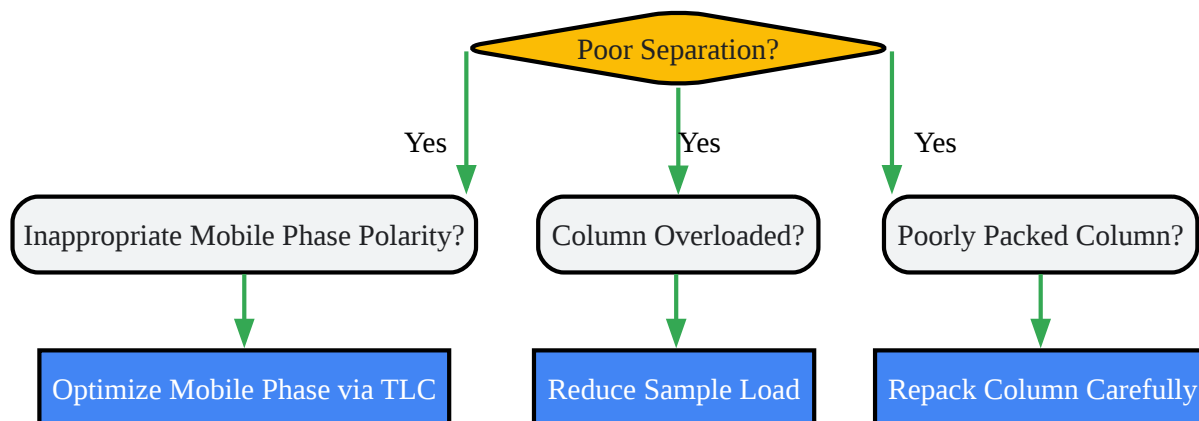 Poor Separation?
Yes
Yes
Yes
Inappropriate Mobile Phase Polarity?
Column Overloaded?
Poorly Packed Column?
Optimize Mobile Phase via TLC
Reduce Sample Load
Repack Column Carefully